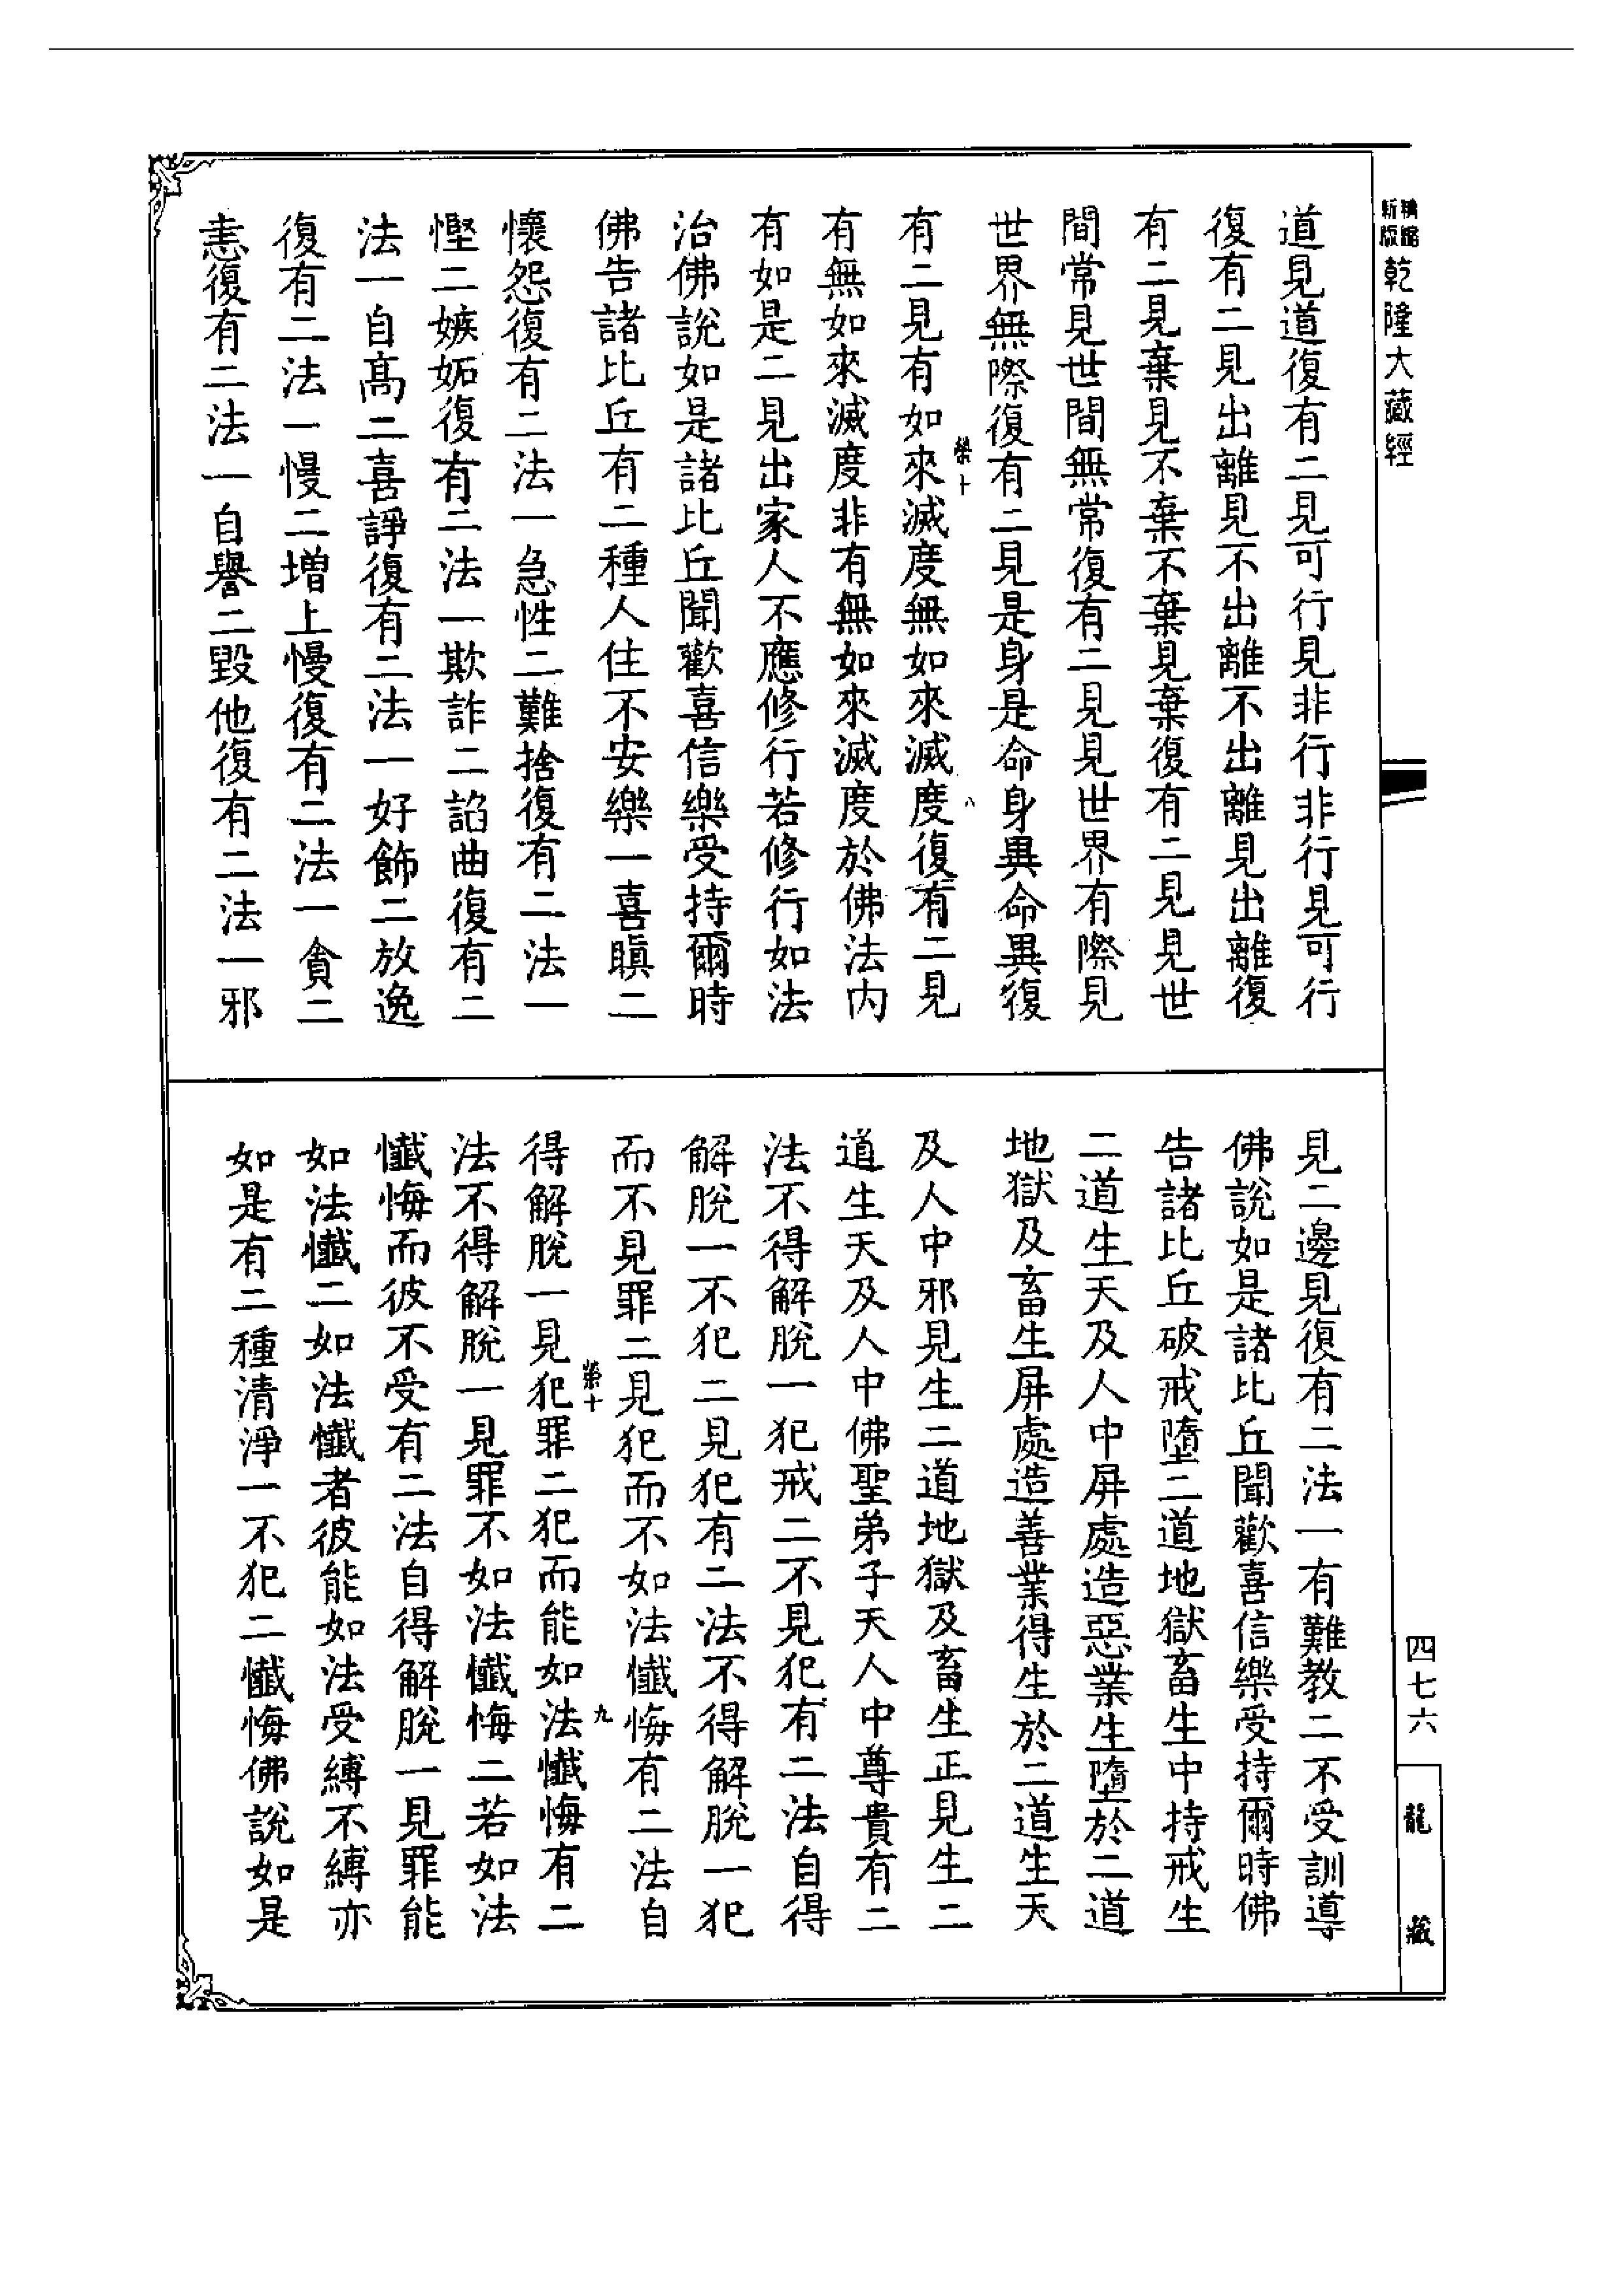 新編縮版乾隆大藏經
道見道復有二見可行見非行非行見可行
復有二見出離見不出離不出離見出離復
有二見棄見不棄不棄見棄復有二見見世
間常見世間無常復有二見見世界有際見
世界無際復有二見是身是命身異命異復
有二見有如來滅度無如來滅度復有二見
榮十
八
有無如來滅度非有無如來滅度於佛法內
有如是二見出家人不應修行若修行如法
治佛說如是諸比丘聞歡喜信樂受持爾時
佛告諸比丘有二種人住不安樂一喜瞋二
懷怨復有二法一急性二難捨復有二法一
慳二嫉妬復有二法一欺詐二諂曲復有二
法一自高二喜諍復有二法一好飾二放逸
復有二法一慢二增上慢復有二法一貪二
恚復有二法一自譽二毀他復有二法一邪
見二邊見復有二法一有難教二不受訓導
佛說如是諸比丘聞歡喜信樂受持爾時佛
告諸比丘破戒墮二道地獄畜生中持戒生
二道生天及人中屏處造惡業生墮於二道
地獄及畜生屏處造善業得生於二道生天
及人中邪見生二道地獄及畜生正見生二
道生天及人中佛聖弟子天人中尊貴有二
法不得解脫一犯戒二不見犯有二法自得
解脫一不犯二見犯有二法不得解脫一犯
而不見罪二見犯而不如法懺悔有二法自
榮十
九
得解脫一見犯罪二犯而能如法懺悔有二
法不得解脫一見罪不如法懺悔二若如法
懺悔而彼不受有二法自得解脫一見罪能
如法懺二如法懺者彼能如法受縛不縛亦
如是有二種清淨一不犯二懺悔佛說如是
四七六
龍藏